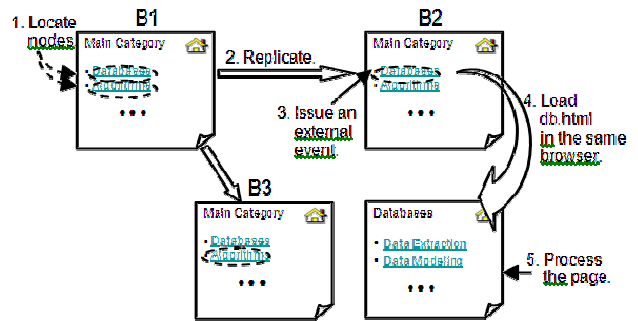 B1
1. Locate
nodes
Main Category
• Databases
• Algorithms
•••
2. Replicate.
B2
Main Category
• Databases
• Algorithms
•••
3. Issue an
external
event.
4. Load
db.html
in the same
browser.
B3
Main Category
• Databases
• Algorithms
•••
Databases
• Data Extraction
• Data Modeling
•••
5. Process
the page.